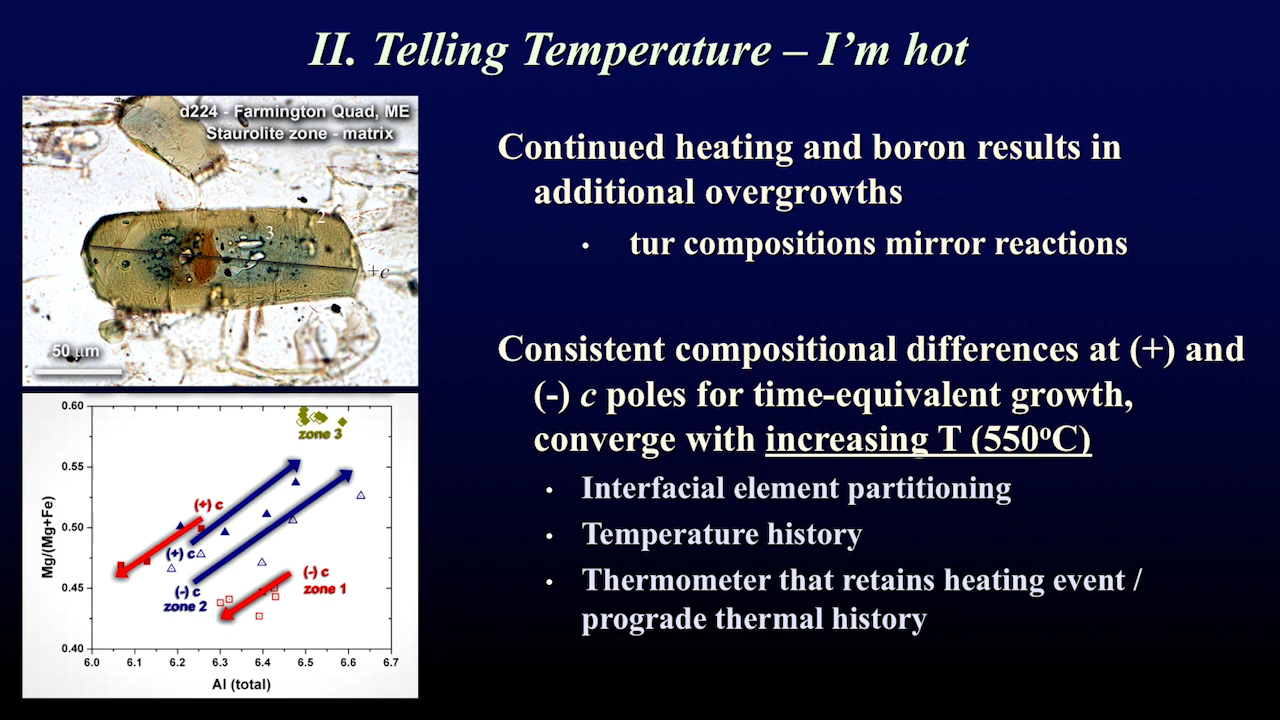 II. Telling Temperature – I'm hot
d224 - Farmington Quad, ME
Staurolite zone - matrix
2
3
+c
50 μm
Continued heating and boron results in
additional overgrowths
• tur compositions mirror reactions
Consistent compositional differences at (+) and
(-) c poles for time-equivalent growth,
converge with increasing T (550ºC)
• Interfacial element partitioning
• Temperature history
• Thermometer that retains heating event /
prograde thermal history
0.60
0.55
0.50
0.45
0.40
Mg/(Mg+Fe)
zone 3
(+) c
(+) c
(-) c
zone 2
(-) c
zone 1
6.0 6.1 6.2 6.3 6.4 6.5 6.6 6.7
Al (total)